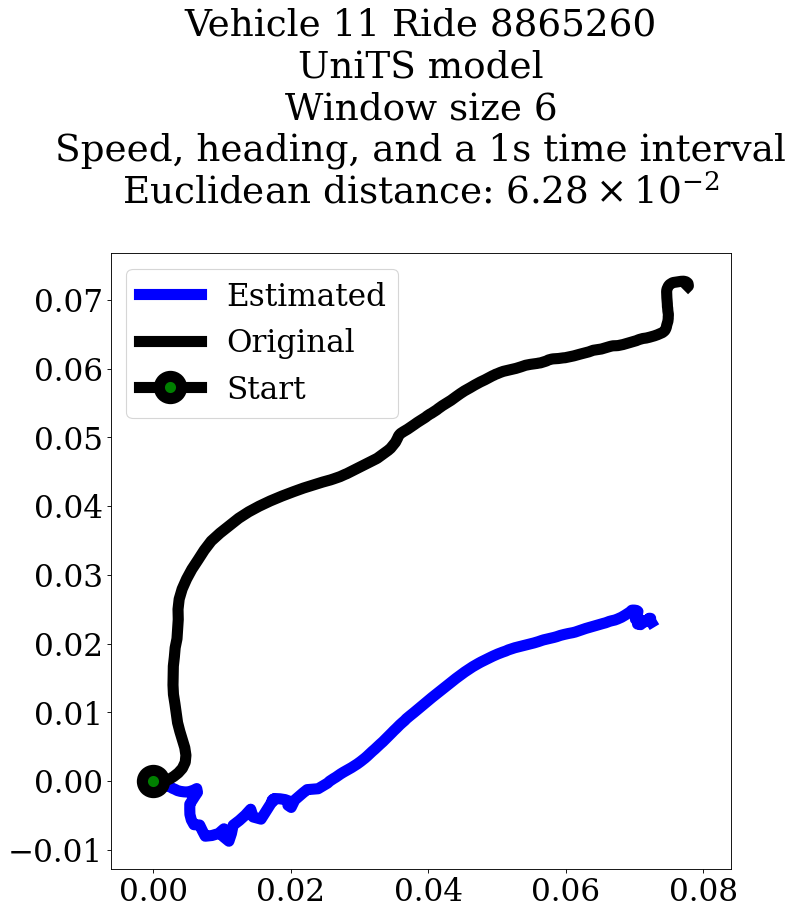 Vehicle 11 Ride 8865260
UniTS model
Window size 6
Speed, heading, and a 1s time interval
Euclidean distance: 6.28 × 10⁻²
Estimated
Original
Start
0.07
0.06
0.05
0.04
0.03
0.02
0.01
0.00
−0.01
0.00 0.02 0.04 0.06 0.08